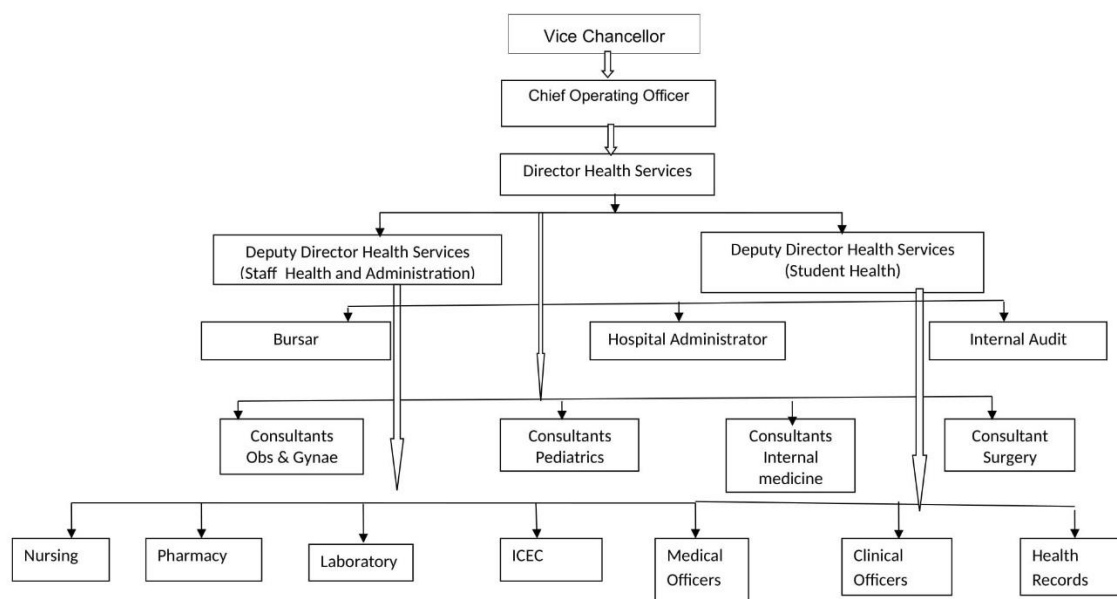 Vice Chancellor
Chief Operating Officer
Director Health Services
Deputy Director Health Services
(Staff Health and Administration)
Deputy Director Health Services
(Student Health)
Bursar
Hospital Administrator
Internal Audit
Consultants
Obs & Gynae
Consultants
Pediatrics
Consultants
Internal
medicine
Consultant
Surgery
Nursing
Pharmacy
Laboratory
ICEC
Medical
Officers
Clinical
Officers
Health
Records